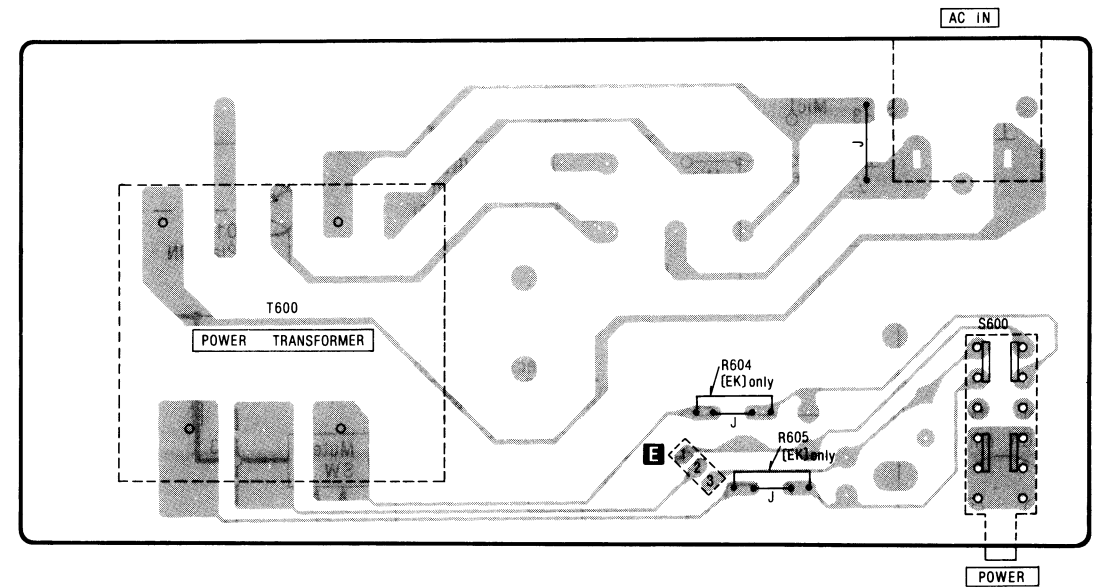 AC IN
J
T600
POWER TRANSFORMER
S600
R604
(EK) only
J
R605
(EK) only
E
1
2
3
J
POWER